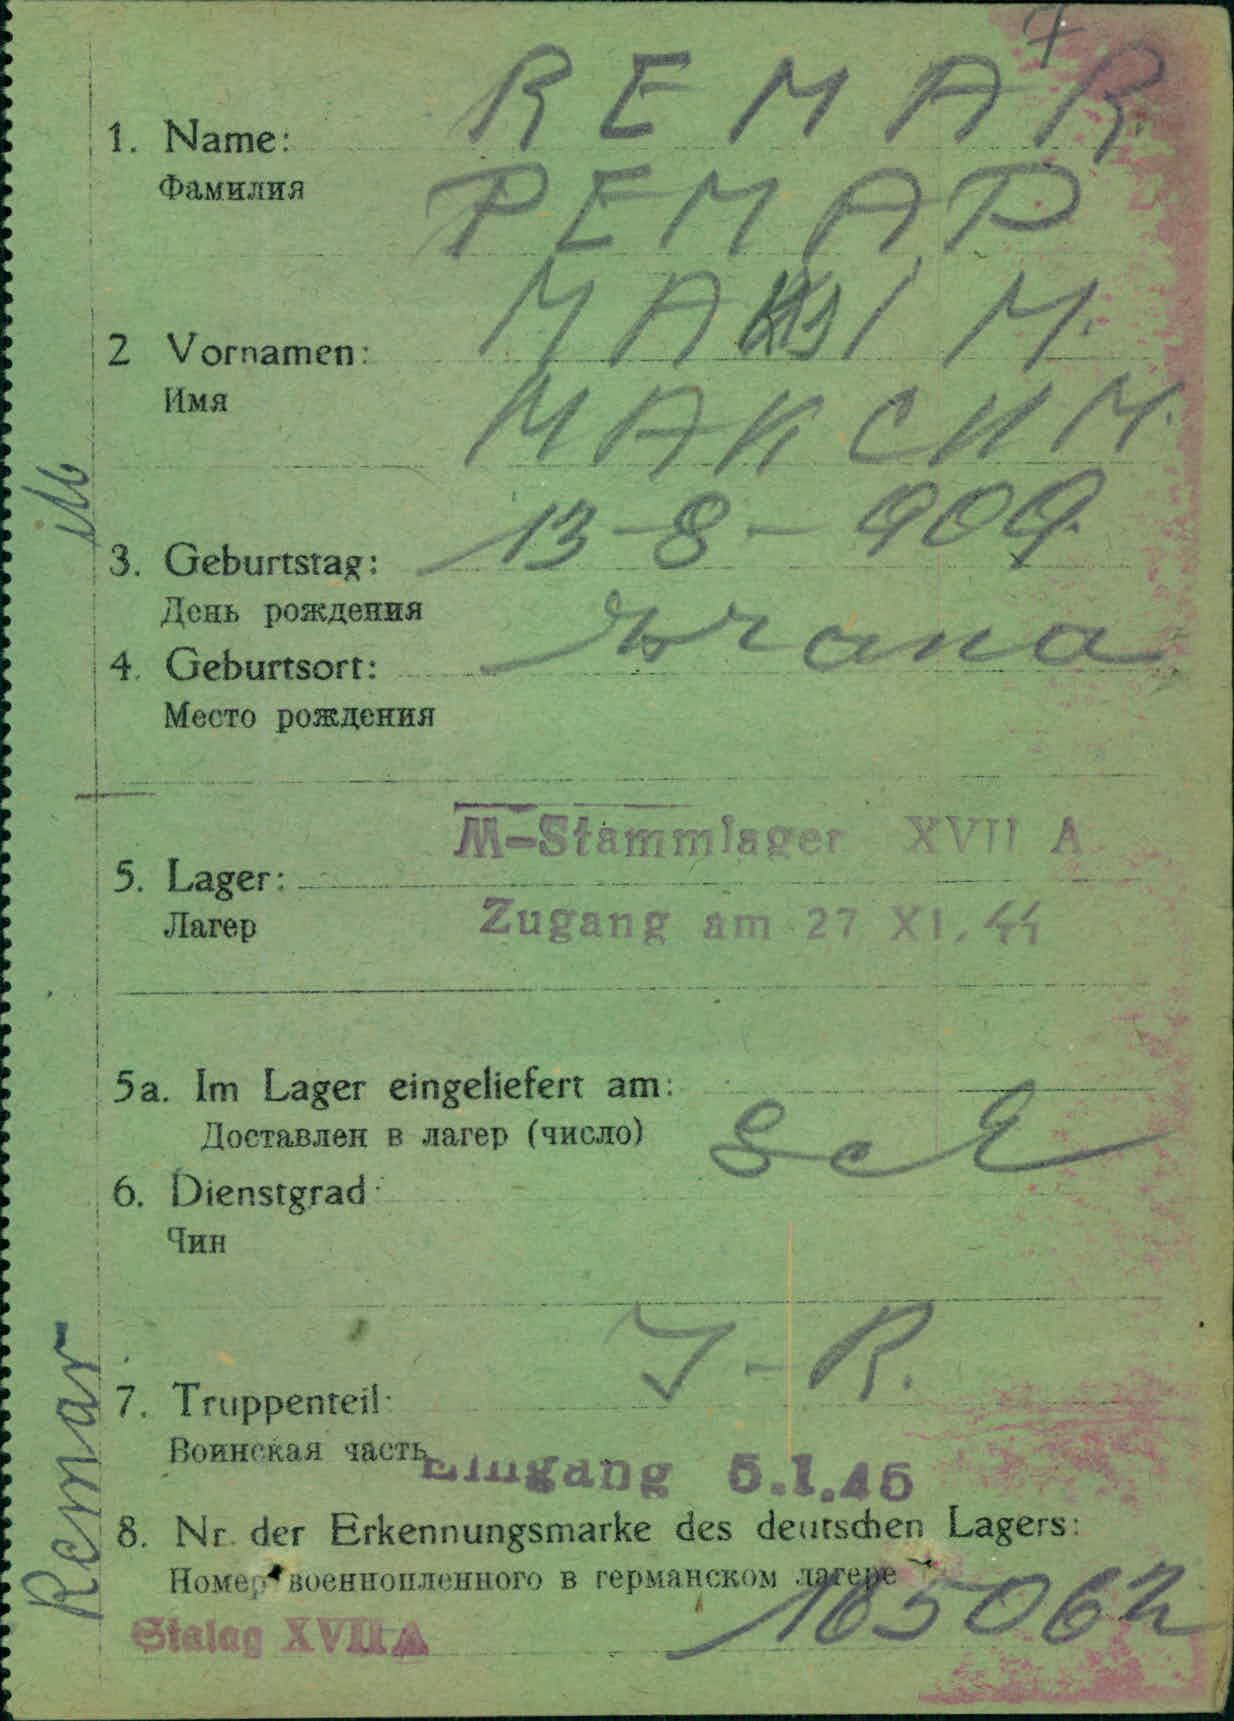 1. Name: REMAR.
Фамилия РЕМАР
2 Vornamen: MAKSIM.
Имя МАКСИМ.
3. Geburtstag: 13-8-909.
День рождения
4. Geburtsort:
Место рождения
M-Stammlager XVII A
5. Lager:
Лагер Zugang am 27 XI. 44
5a. Im Lager eingeliefert am:
Доставлен в лагер (число)
6. Dienstgrad:
Чин
7. Truppenteil: J-R.
Воинская часть
Eingang 5.1.45
8. Nr. der Erkennungsmarke des deutschen Lagers:
Номер военнопленного в германском лагере
165062
Stalag XVII A
Remar